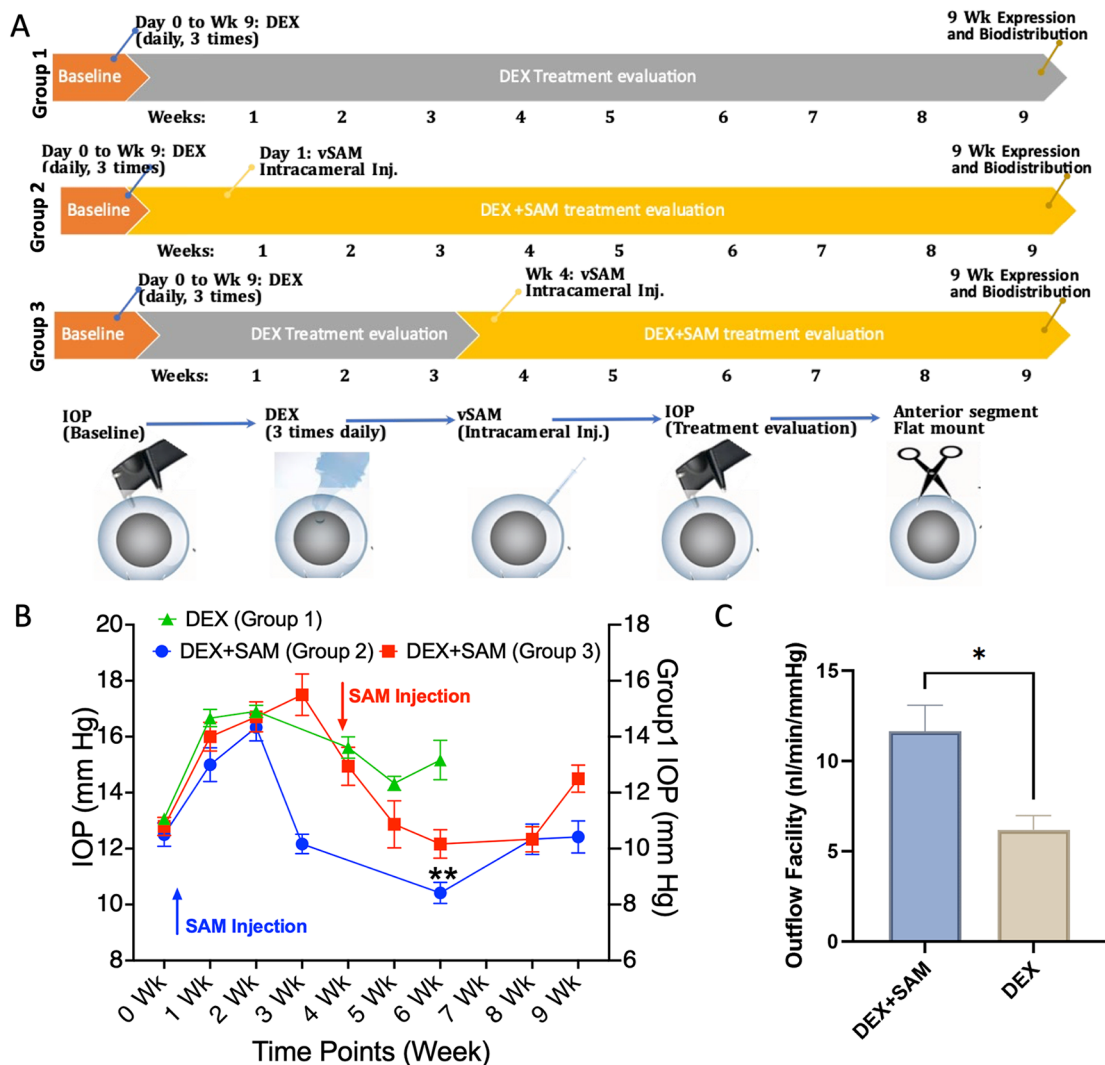 A
Day 0 to Wk 9: DEX
(daily, 3 times)
9 Wk Expression
and Biodistribution
Group 1
Baseline
DEX Treatment evaluation
Weeks: 1 2 3 4 5 6 7 8 9
Day 0 to Wk 9: DEX
(daily, 3 times)
Day 1: vSAM
Intracameral Inj.
9 Wk Expression
and Biodistribution
Group 2
Baseline
DEX +SAM treatment evaluation
Weeks: 1 2 3 4 5 6 7 8 9
Day 0 to Wk 9: DEX
(daily, 3 times)
Wk 4: vSAM
Intracameral Inj.
9 Wk Expression
and Biodistribution
Group 3
Baseline
DEX Treatment evaluation
DEX+SAM treatment evaluation
Weeks: 1 2 3 4 5 6 7 8 9
IOP
(Baseline)
DEX
(3 times daily)
vSAM
(Intracameral Inj.)
IOP
(Treatment evaluation)
Anterior segment
Flat mount
B
DEX (Group 1)
DEX+SAM (Group 2)
DEX+SAM (Group 3)
IOP (mm Hg)
20
18
16
14
12
10
8
SAM Injection
SAM Injection
**
18
16
14
12
10
8
6
Group1 IOP (mm Hg)
0 Wk
1 Wk
2 Wk
3 Wk
4 Wk
5 Wk
6 Wk
7 Wk
8 Wk
9 Wk
Time Points (Week)
C
Outflow Facility (nl/min/mmHg)
15
10
5
0
*
DEX+SAM
DEX